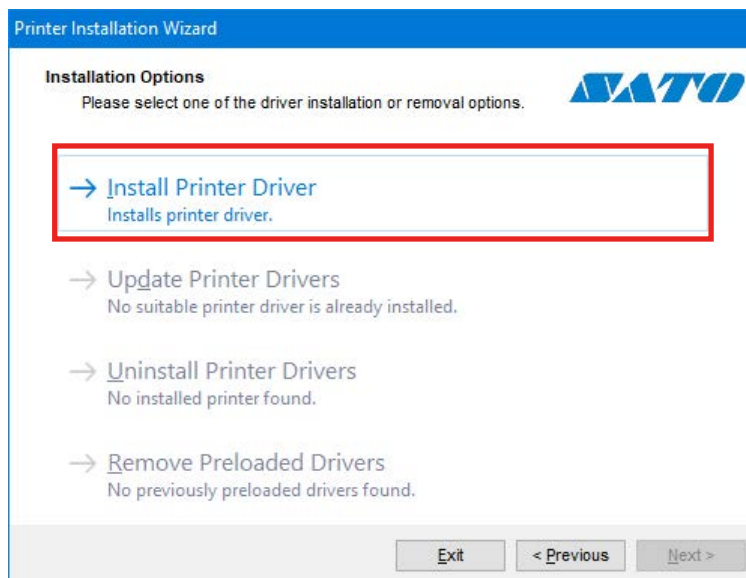 Printer Installation Wizard
Installation Options
Please select one of the driver installation or removal options.
SATO
Install Printer Driver
Installs printer driver.
Update Printer Drivers
No suitable printer driver is already installed.
Uninstall Printer Drivers
No installed printer found.
Remove Preloaded Drivers
No previously preloaded drivers found.
Exit
< Previous
Next >